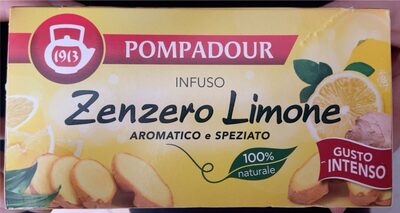 1913
POMPADOUR
INFUSO
Zenzero Limone
AROMATICO e SPEZIATO
100%
naturale
GUSTO
INTENSO